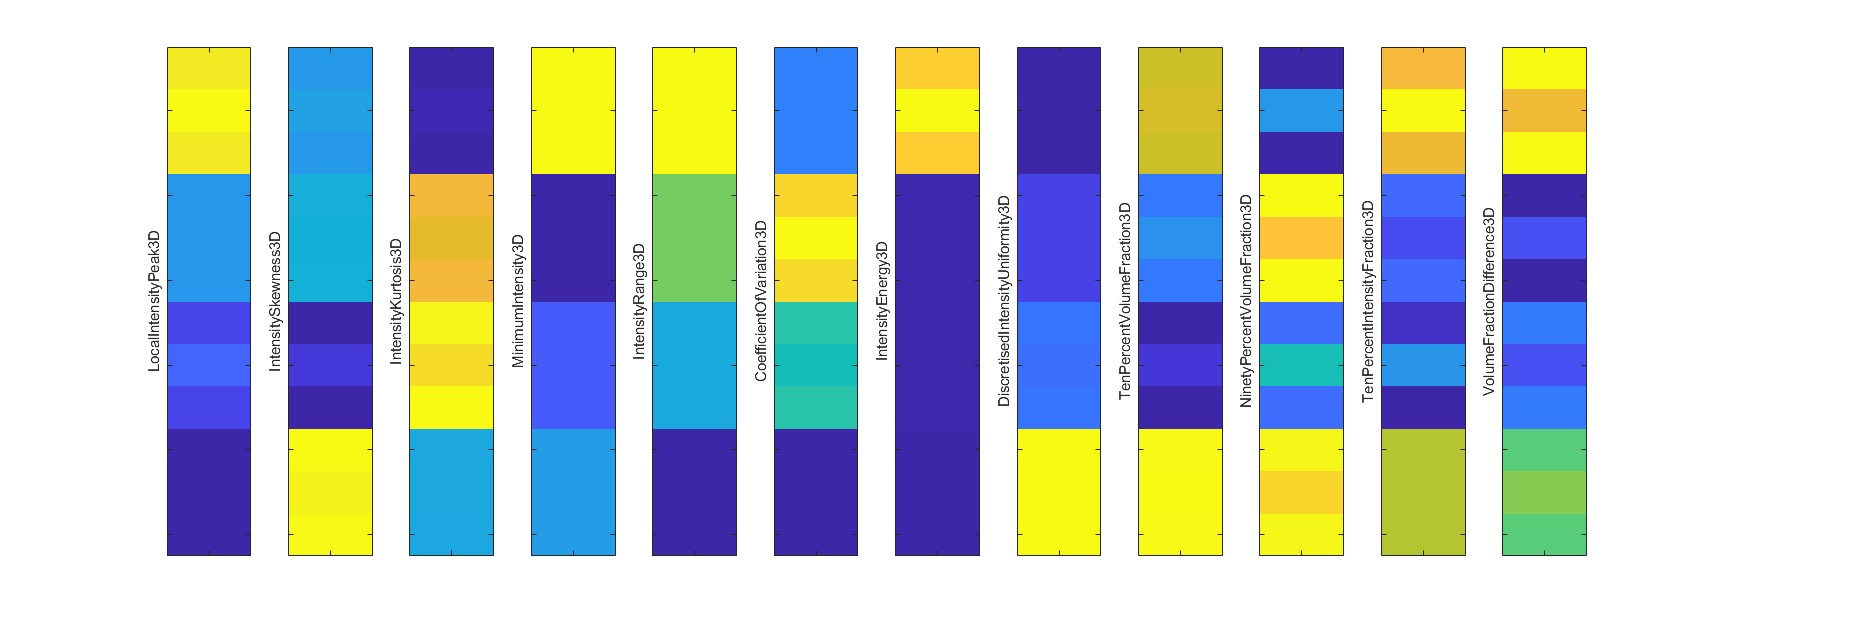 LocalIntensityPeak3D
IntensitySkewness3D
IntensityKurtosis3D
MinimumIntensity3D
IntensityRange3D
CoefficientOfVariation3D
IntensityEnergy3D
DiscretisedIntensityUniformity3D
TenPercentVolumeFraction3D
NinetyPercentVolumeFraction3D
TenPercentIntensityFraction3D
VolumeFractionDifference3D